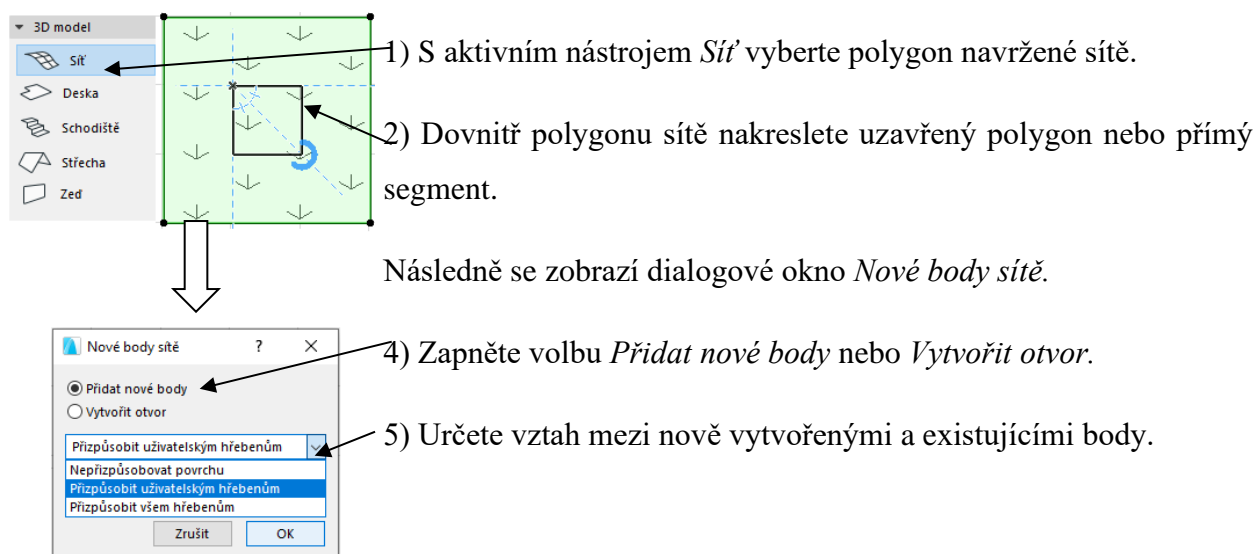 3D model
Síť
Deska
Schodiště
Střecha
Zeď
1) S aktivním nástrojem Síť vyberte polygon navržené sítě.
2) Dovnitř polygonu sítě nakreslete uzavřený polygon nebo přímý
segment.
Následně se zobrazí dialogové okno Nové body sítě.
Nové body sítě ?
Přidat nové body
Vytvořit otvor
Přizpůsobit uživatelským hřebenům
Nepřizpůsobovat povrchu
Přizpůsobit uživatelským hřebenům
Přizpůsobit všem hřebenům
Zrušit OK
4) Zapněte volbu Přidat nové body nebo Vytvořit otvor.
5) Určete vztah mezi nově vytvořenými a existujícími body.